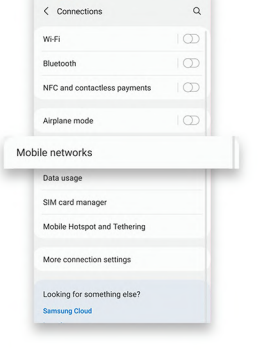 Connections
Wi-Fi
Bluetooth
NFC and contactless payments
Airplane mode
Mobile networks
Data usage
SIM card manager
Mobile Hotspot and Tethering
More connection settings
Looking for something else?
Samsung Cloud